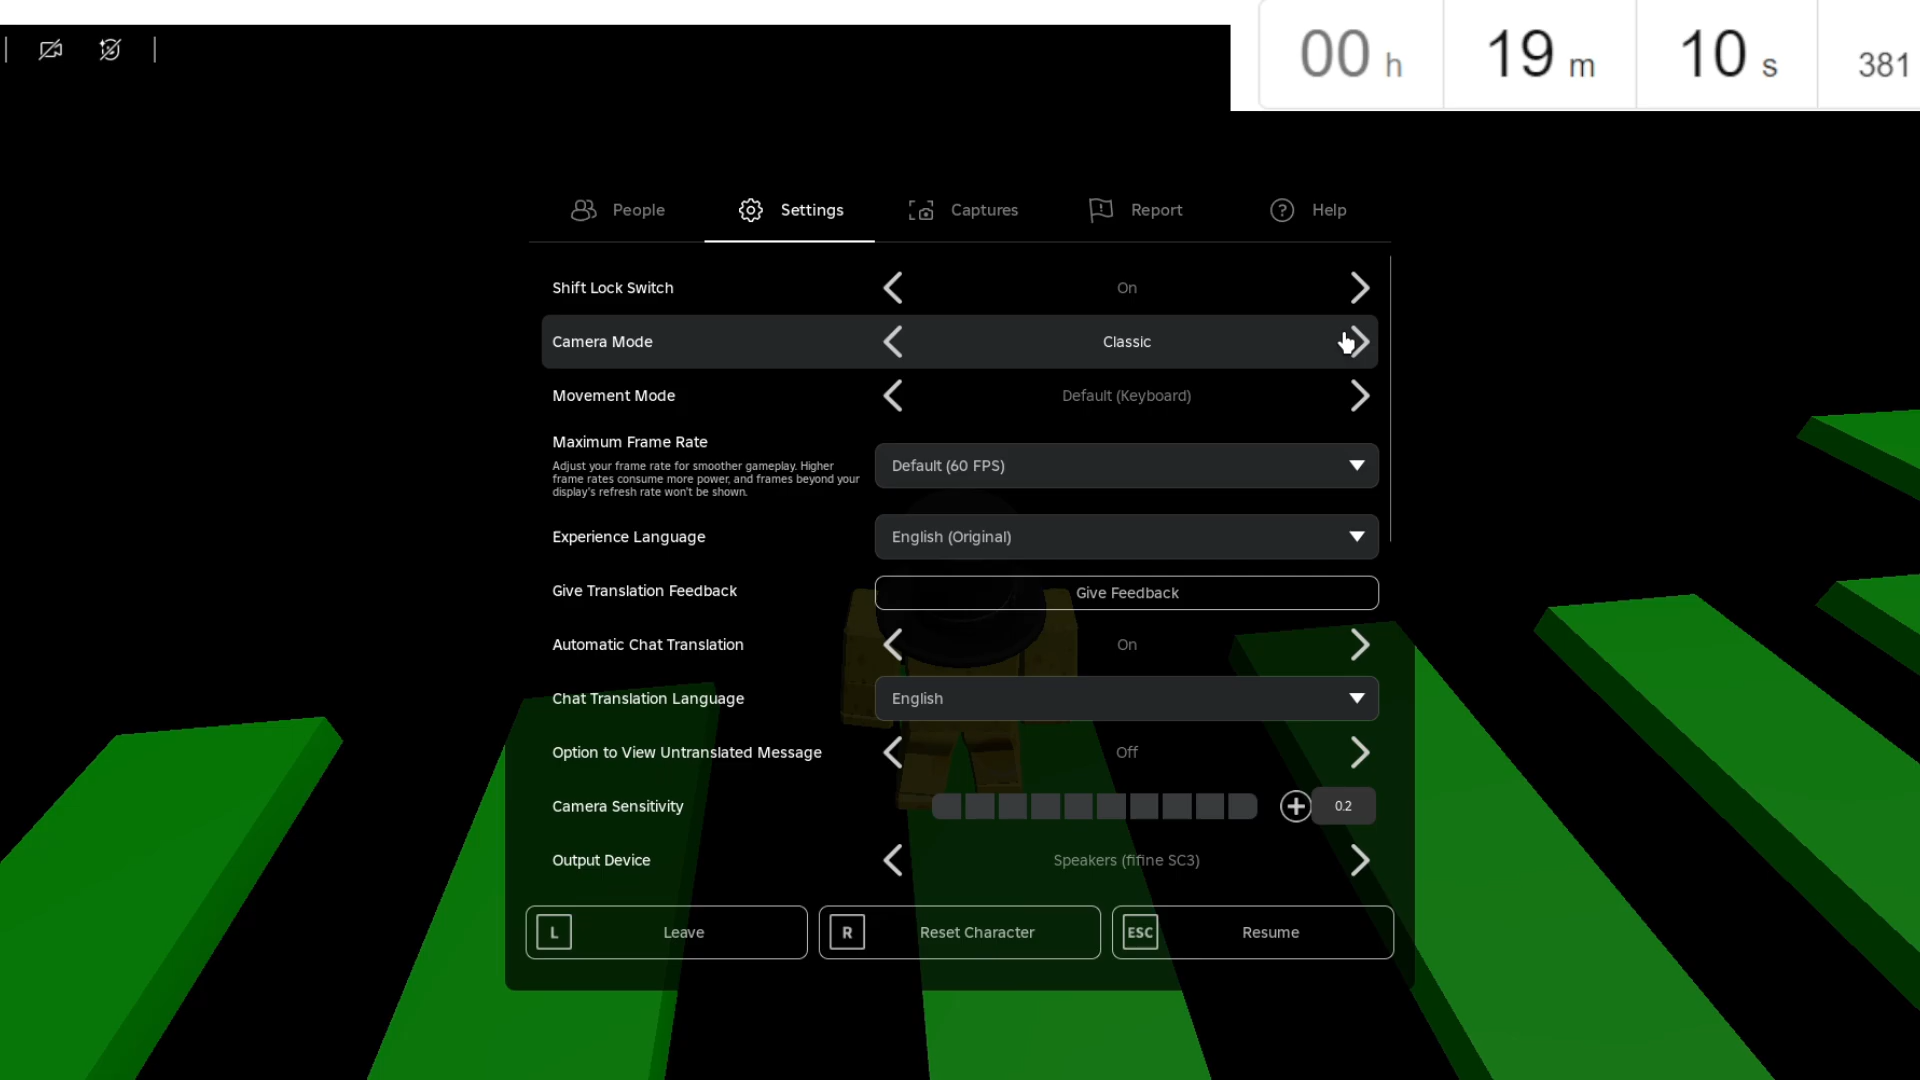 00 h 19 m 10 s 381
People Settings Captures Report Help
Shift Lock Switch On
Camera Mode Classic
Movement Mode Default (Keyboard)
Maximum Frame Rate
Adjust your frame rate for smoother gameplay. Higher
frame rates consume more power, and frames beyond your
display's refresh rate won't be shown.
Default (60 FPS)
Experience Language English (Original)
Give Translation Feedback Give Feedback
Automatic Chat Translation On
Chat Translation Language English
Option to View Untranslated Message Off
Camera Sensitivity 0.2
Output Device Speakers (fifine SC3)
L Leave R Reset Character ESC Resume